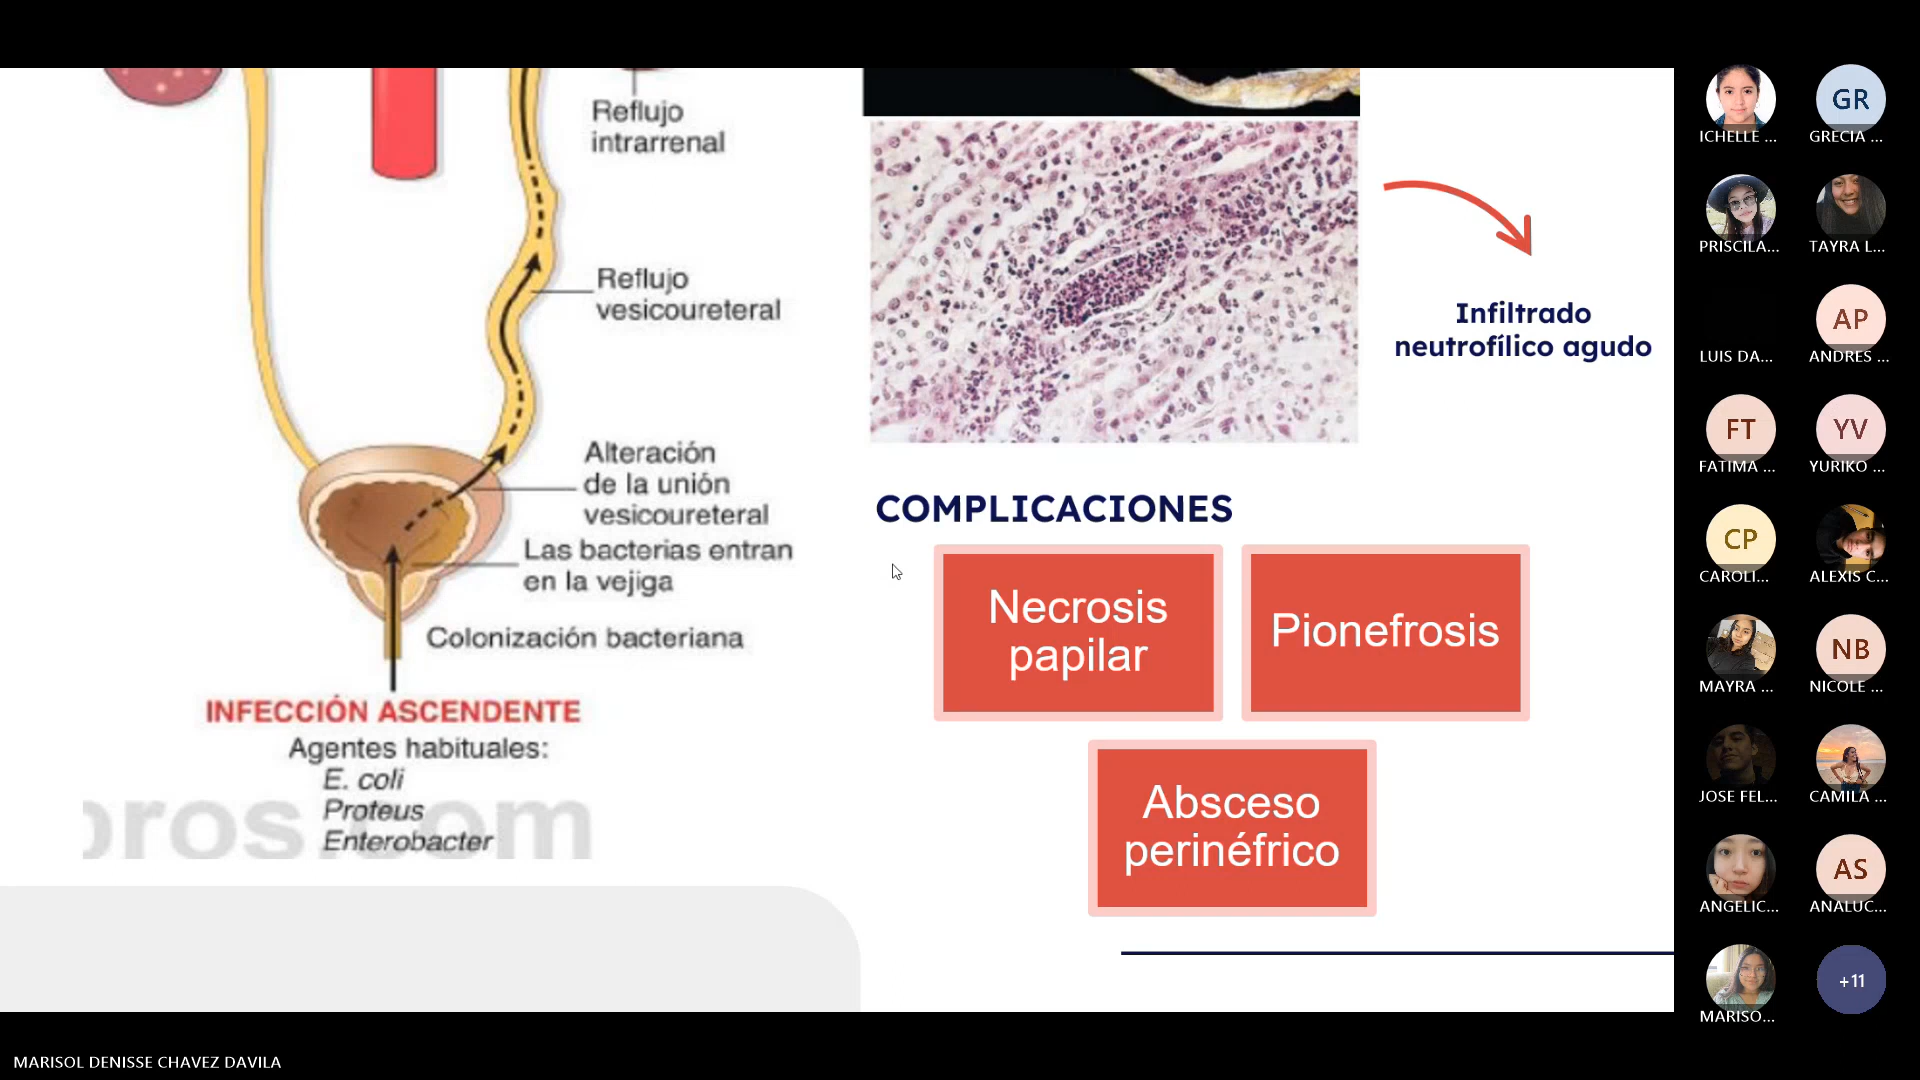 Reflujo
intrarrenal
Reflujo
vesicoureteral
Alteración
de la unión
vesicoureteral
Las bacterias entran
en la vejiga
Colonización bacteriana
INFECCIÓN ASCENDENTE
Agentes habituales:
E. coli
Proteus
Enterobacter
Infiltrado
neutrofílico agudo
COMPLICACIONES
Necrosis
papilar
Pionefrosis
Absceso
perinéfrico
ICHELLE ...
GR
GRECIA ...
PRISCILA...
TAYRA L...
LUIS DA...
AP
ANDRES ...
FT
FATIMA ...
YV
YURIKO ...
CP
CAROLI...
ALEXIS C...
MAYRA ...
NB
NICOLE ...
JOSE FEL...
CAMILA ...
ANGELIC...
AS
ANALUC...
MARISO...
+11
MARISOL DENISSE CHAVEZ DAVILA